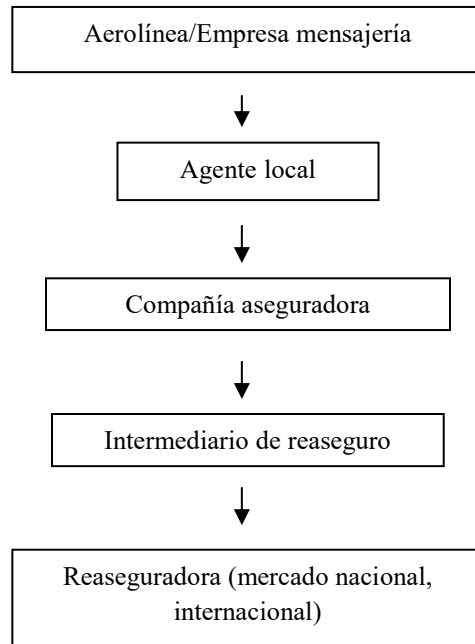 Aerolínea/Empresa mensajería
Agente local
Compañía aseguradora
Intermediario de reaseguro
Reaseguradora (mercado nacional,
internacional)